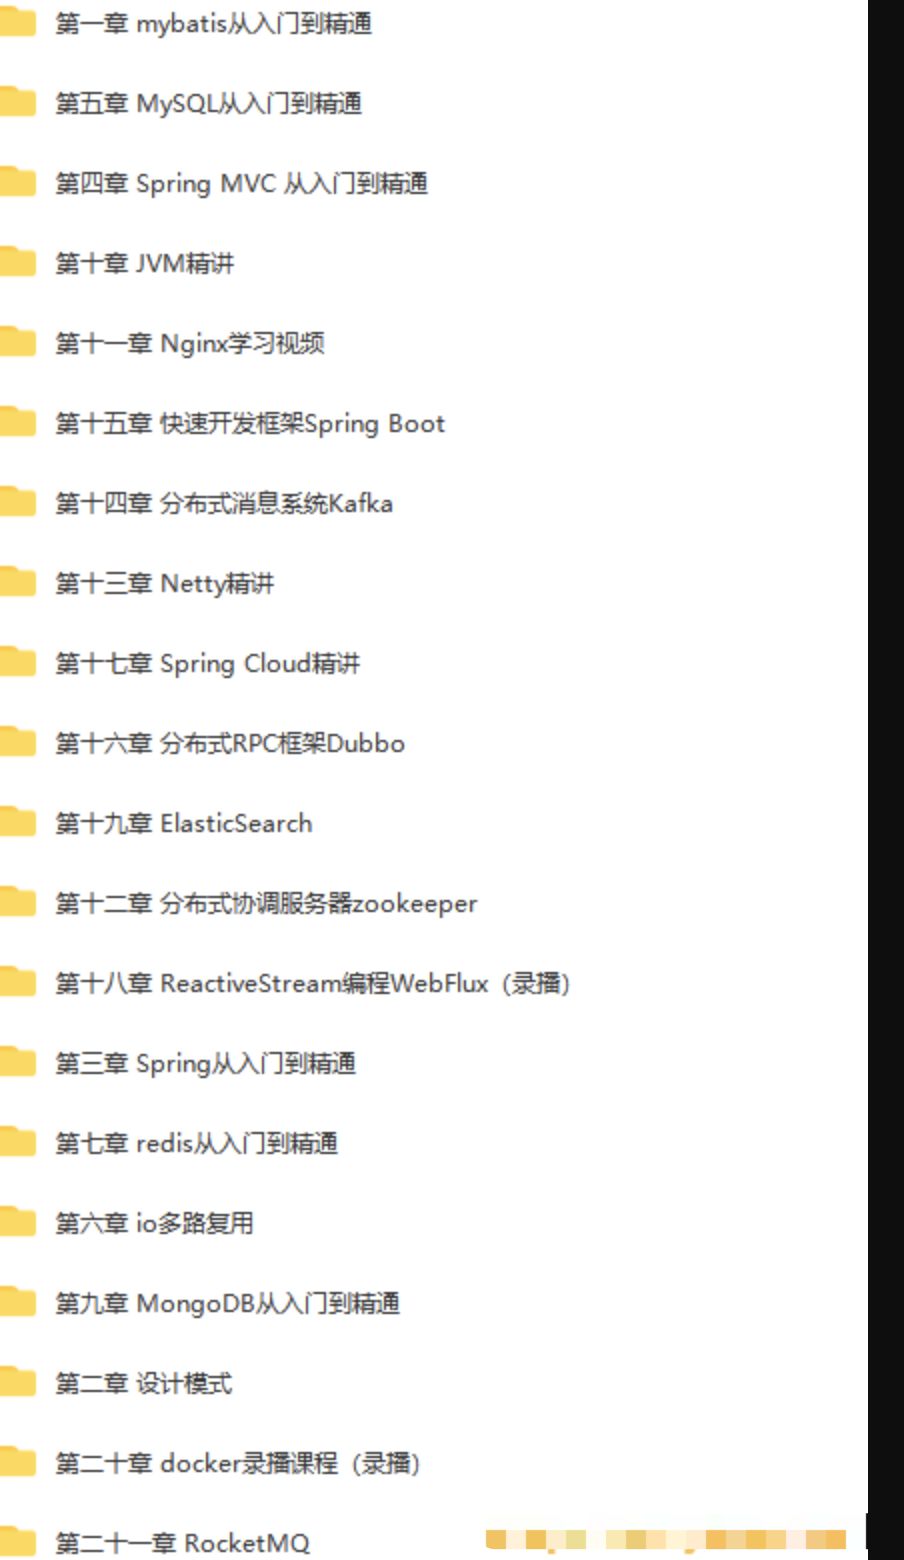 第一章 mybatis从入门到精通
第五章 MySQL从入门到精通
第四章 Spring MVC 从入门到精通
第十章 JVM精讲
第十一章 Nginx学习视频
第十五章 快速开发框架Spring Boot
第十四章 分布式消息系统Kafka
第十三章 Netty精讲
第十七章 Spring Cloud精讲
第十六章 分布式RPC框架Dubbo
第十九章 ElasticSearch
第十二章 分布式协调服务器zookeeper
第十八章 ReactiveStream编程WebFlux（录播）
第三章 Spring从入门到精通
第七章 redis从入门到精通
第六章 io多路复用
第九章 MongoDB从入门到精通
第二章 设计模式
第二十章 docker录播课程（录播）
第二十一章 RocketMQ